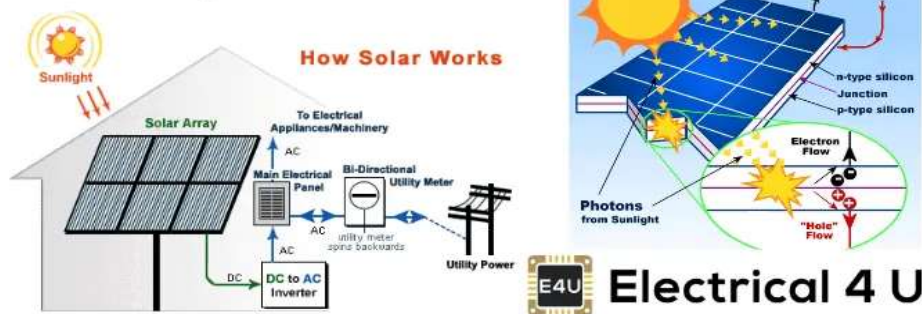 How Solar Works
Sunlight
Solar Array
To Electrical
Appliances/Machinery
AC
Main Electrical
Panel
Bi-Directional
Utility Meter
AC
utility meter
spins backwards
AC
Utility Power
DC
DC to AC
Inverter
n-type silicon
Junction
p-type silicon
Electron
Flow
Photons
from Sunlight
"Hole"
Flow
E4U
Electrical 4 U